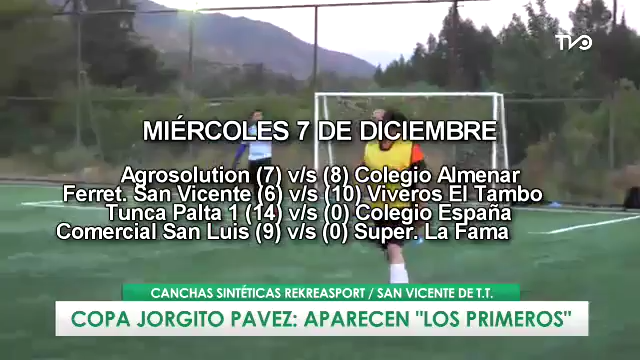 TVO
MIÉRCOLES 7 DE DICIEMBRE
Agrosolution (7) v/s (8) Colegio Almenar
Ferret. San Vicente (6) v/s (10) Viveros El Tambo
Tunca Palta 1 (14) v/s (0) Colegio España
Comercial San Luis (9) v/s (0) Super. La Fama
CANCHAS SINTÉTICAS REKREASPORT / SAN VICENTE DE T.T.
COPA JORGITO PAVEZ: APARECEN "LOS PRIMEROS"